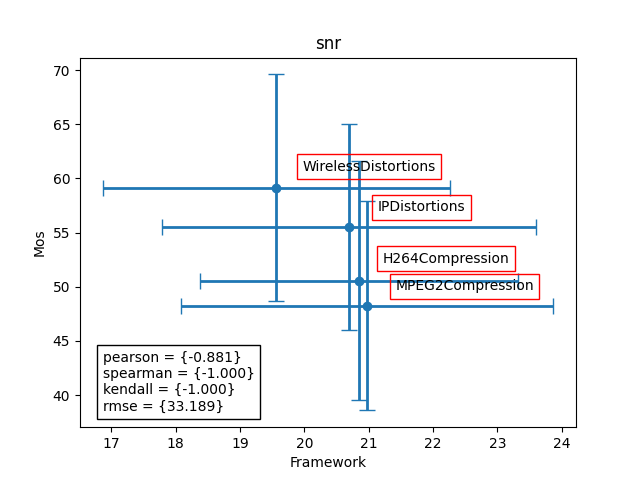 snr
70
65
60
55
50
45
40
Mos
WirelessDistortions
IPDistortions
H264Compression
MPEG2Compression
pearson = {-0.881}
spearman = {-1.000}
kendall = {-1.000}
rmse = {33.189}
17 18 19 20 21 22 23 24
Framework